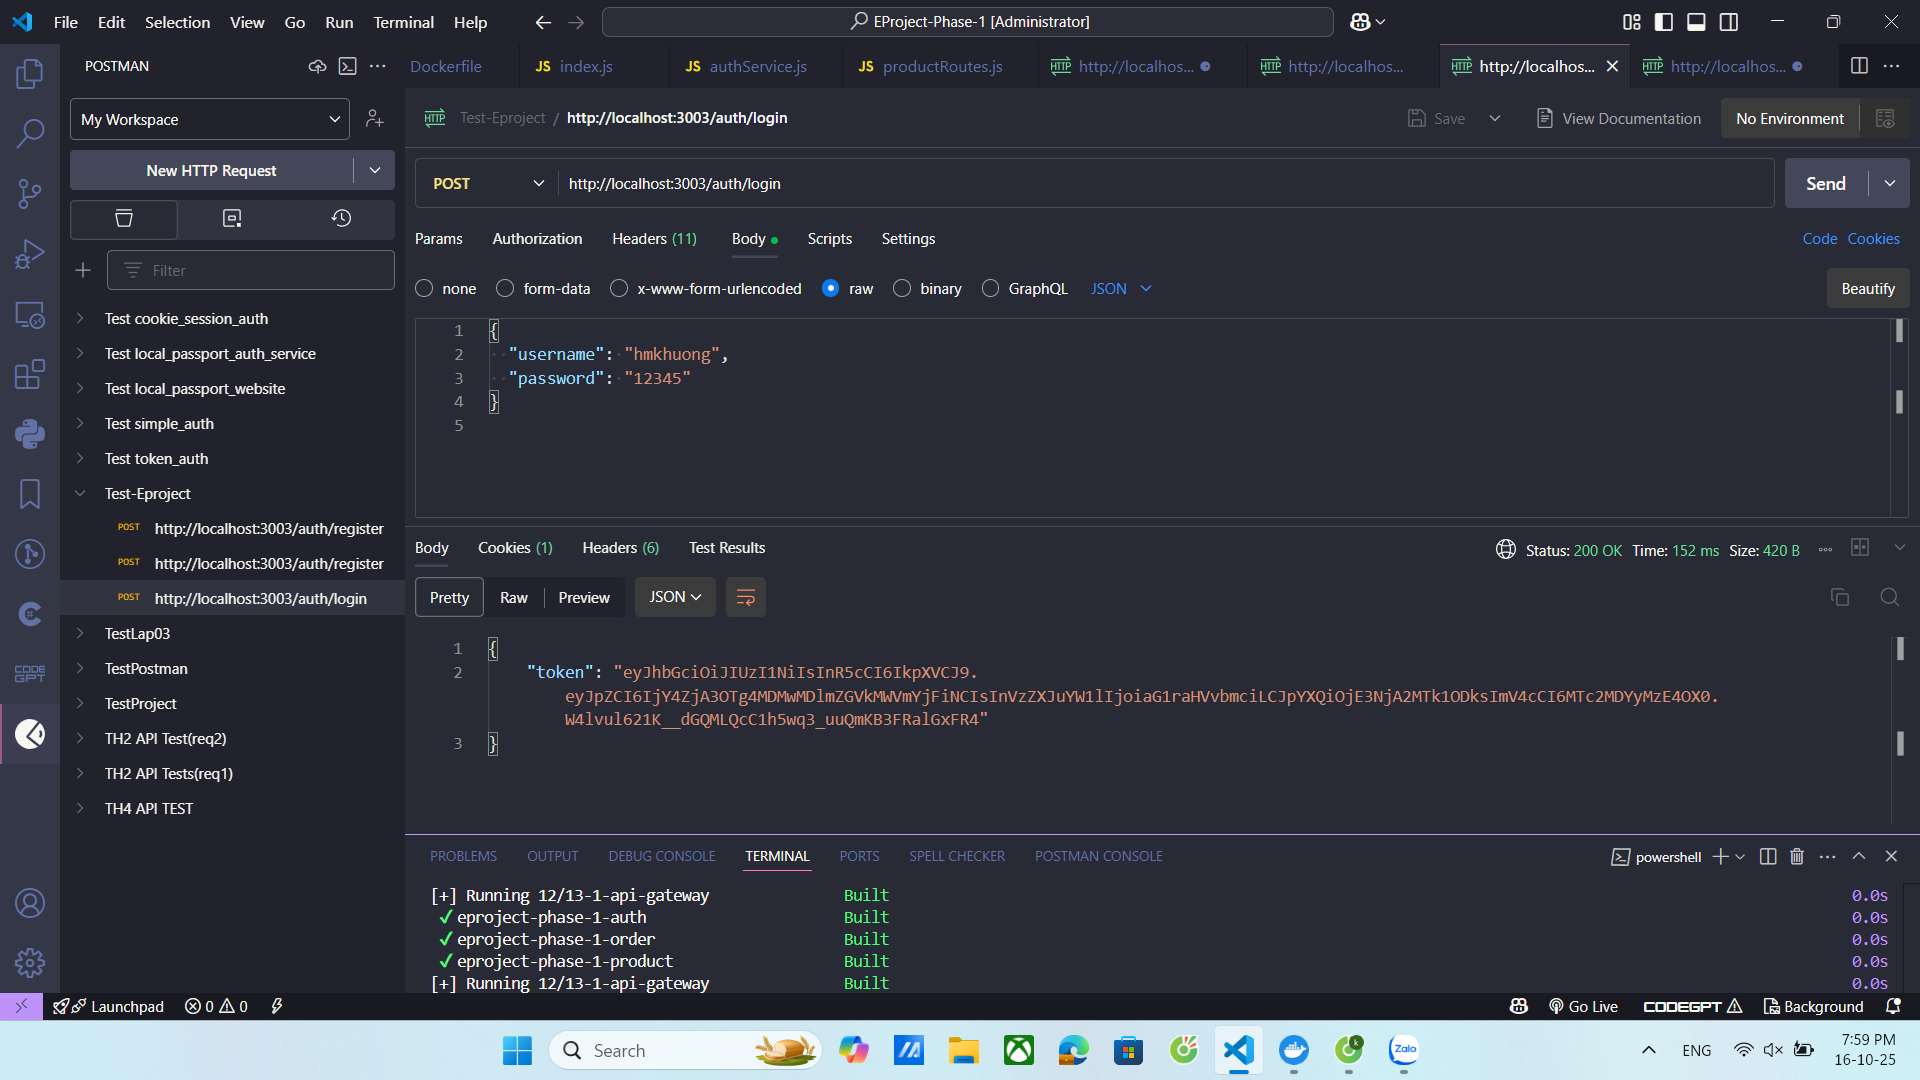 File Edit Selection View Go Run Terminal Help
EProject-Phase-1 [Administrator]
POSTMAN
Dockerfile
JS index.js
JS authService.js
JS productRoutes.js
HTTP http://localhos...
HTTP http://localhos...
HTTP http://localhos...
HTTP http://localhos...
My Workspace
HTTP Test-Eproject / http://localhost:3003/auth/login
Save
View Documentation
No Environment
New HTTP Request
POST http://localhost:3003/auth/login
Send
Filter
Params Authorization Headers (11) Body Scripts Settings
Code Cookies
none form-data x-www-form-urlencoded raw binary GraphQL JSON
Beautify
1 {
2 "username": "hmkhuong",
3 "password": "12345"
4 }
5
Test cookie_session_auth
Test local_passport_auth_service
Test local_passport_website
Test simple_auth
Test token_auth
Test-Eproject
POST http://localhost:3003/auth/register
POST http://localhost:3003/auth/register
POST http://localhost:3003/auth/login
TestLap03
TestPostman
TestProject
TH2 API Test(req2)
TH2 API Tests(req1)
TH4 API TEST
CODE GPT
Body Cookies (1) Headers (6) Test Results
Status: 200 OK Time: 152 ms Size: 420 B
Pretty Raw Preview JSON
1 {
2 "token": "eyJhbGciOiJIUzI1NiIsInR5cCI6IkpXVCJ9.
eyJpZCI6IjY4ZjA3OTg4MDMwMDlmZGVkMWVmYjFiNCIsInVzZXJuYW1lIjoiaG1raHVvbmciLCJpYXQiOjE3NjA2MTk1ODksImV4cCI6MTc2MDYyMzE4OX0.
W4lvul621K__dGQMLQcC1h5wq3_uuQmKB3FRalGxFR4"
3 }
PROBLEMS OUTPUT DEBUG CONSOLE TERMINAL PORTS SPELL CHECKER POSTMAN CONSOLE
powershell
[+] Running 12/13-1-api-gateway Built 0.0s
✔ eproject-phase-1-auth Built 0.0s
✔ eproject-phase-1-order Built 0.0s
✔ eproject-phase-1-product Built 0.0s
[+] Running 12/13-1-api-gateway Built 0.0s
Launchpad 0 0
Go Live CODEGPT Background
Search
Zalo
ENG
7:59 PM
16-10-25